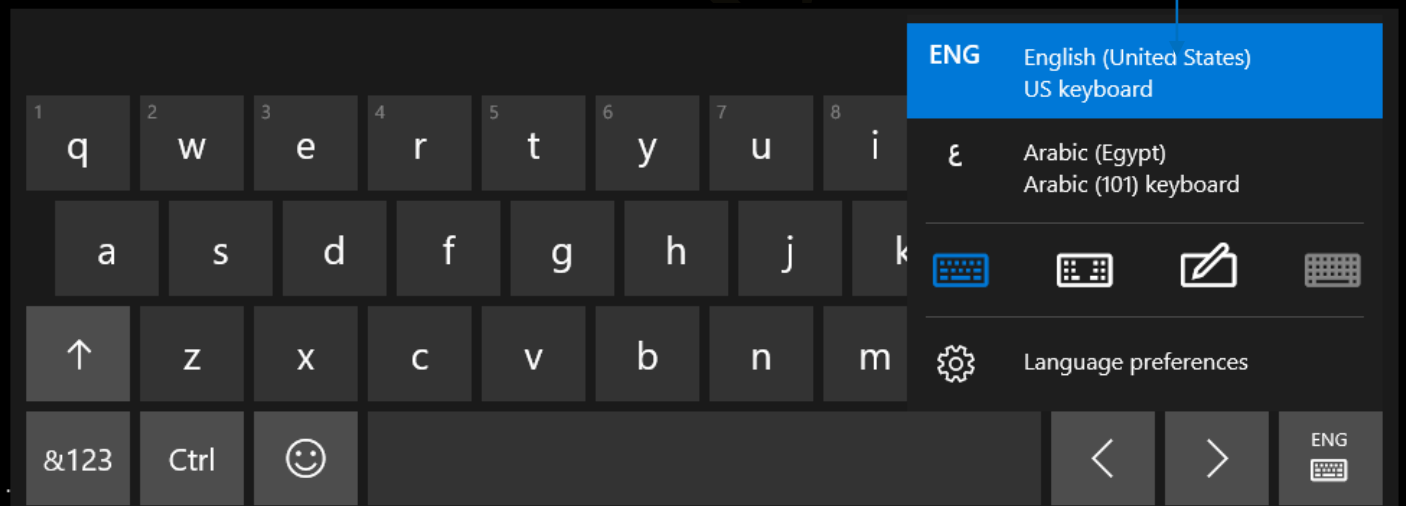 ENG English (United States)
US keyboard
ع Arabic (Egypt)
Arabic (101) keyboard
Language preferences
1 2 3 4 5 6 7 8
q w e r t y u i
a s d f g h j k
z x c v b n m
&123 Ctrl ENG